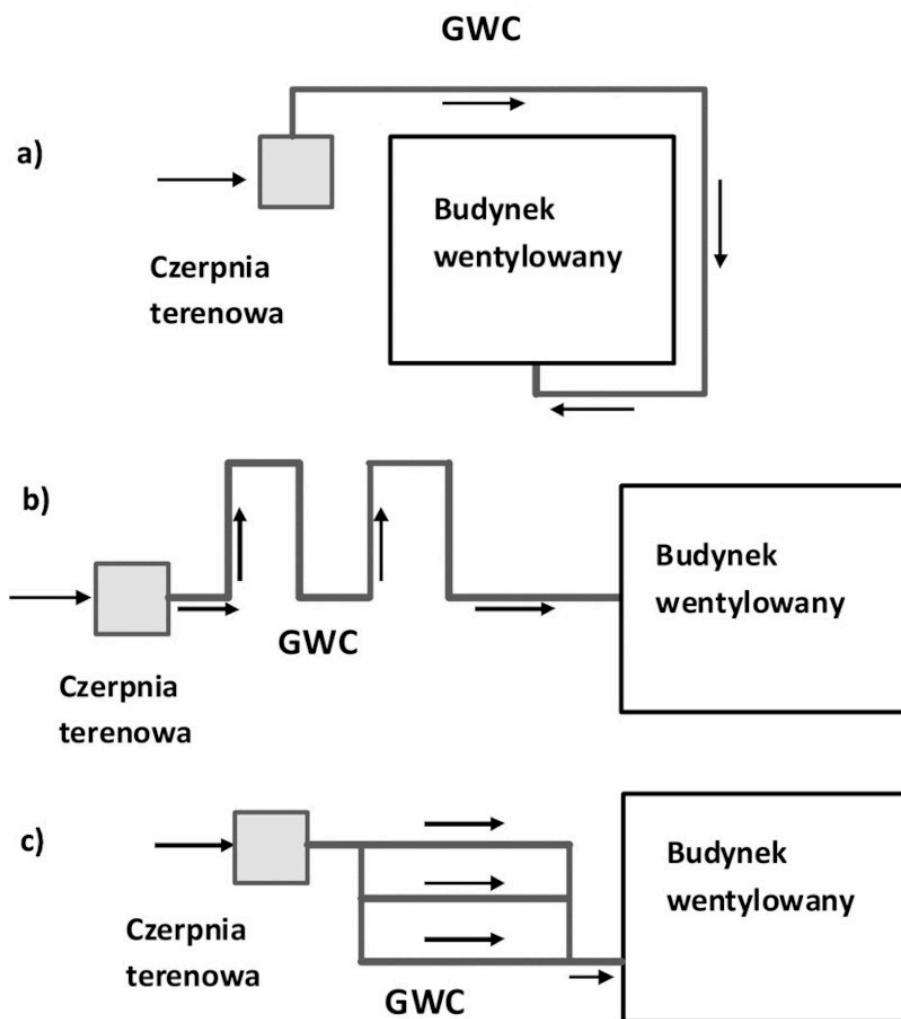 GWC
a)
Budynek
wentylowany
Czerpnia
terenowa
b)
Budynek
wentylowany
GWC
Czerpnia
terenowa
c)
Budynek
wentylowany
Czerpnia
terenowa
GWC